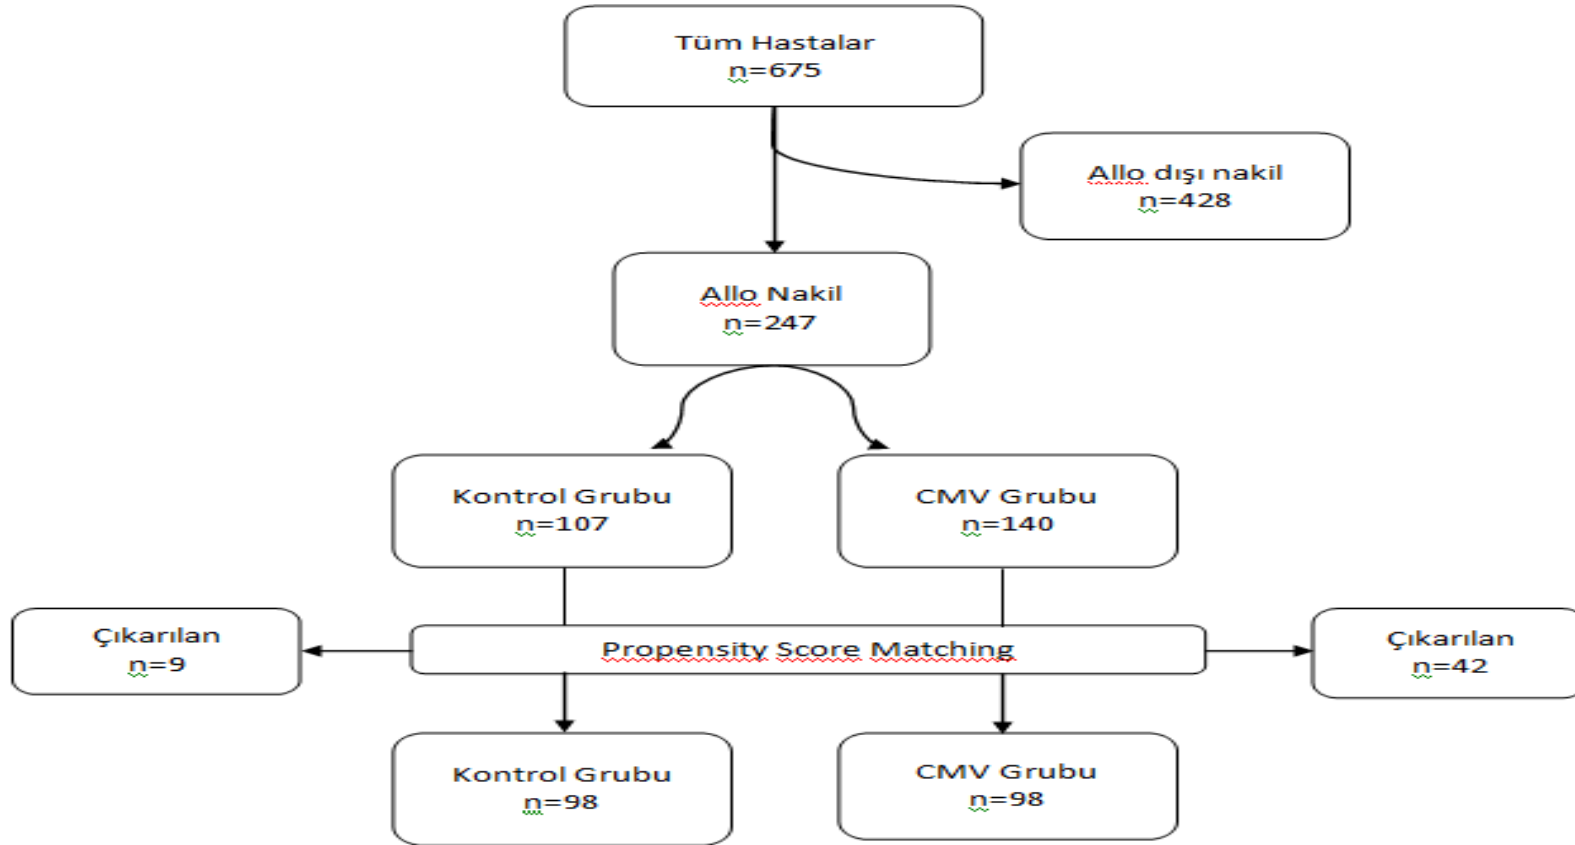 Tüm Hastalar
n=675
Allo dışı nakil
n=428
Allo Nakil
n=247
Kontrol Grubu
n=107
CMV Grubu
n=140
Çıkarılan
n=9
Propensity Score Matching
Çıkarılan
n=42
Kontrol Grubu
n=98
CMV Grubu
n=98